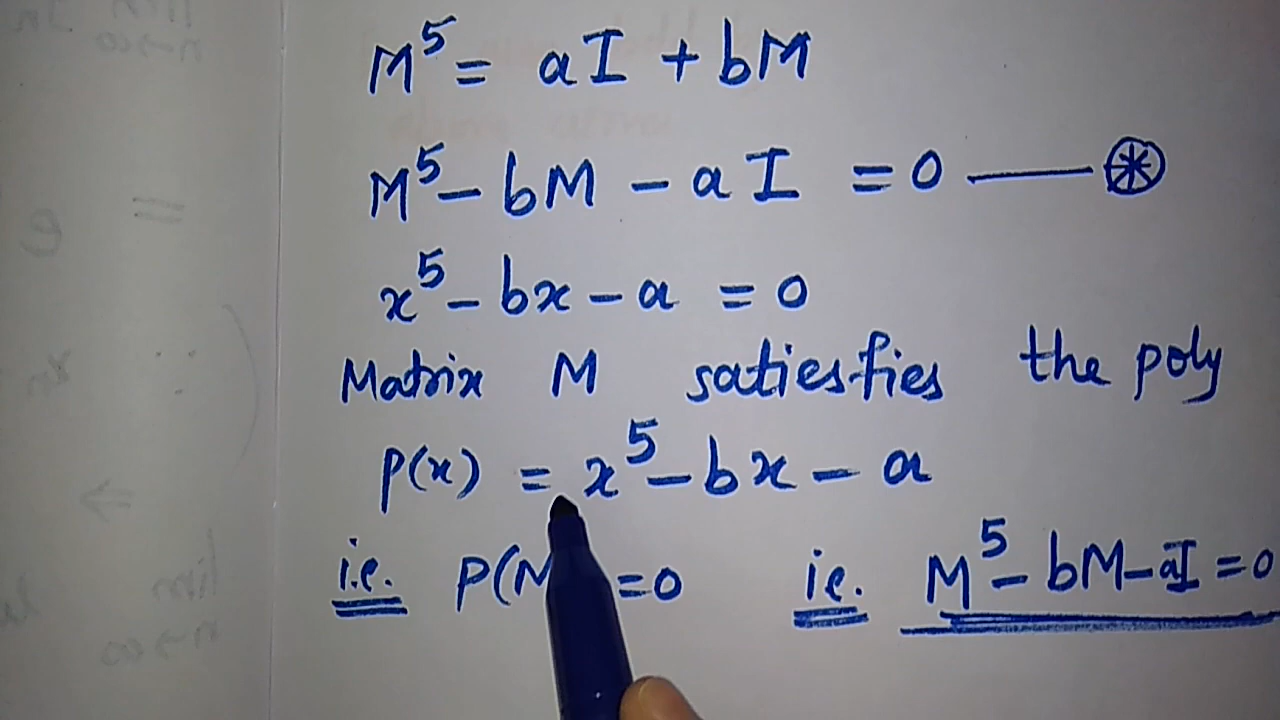 M⁵ = aI + bM
M⁵ - bM - aI = 0 —— ⊛
x⁵ - bx - a = 0
Matrix M satiesfies the poly
p(x) = x⁵ - bx - a
i.e. P(M = 0 ie. M⁵ - bM - aI = 0